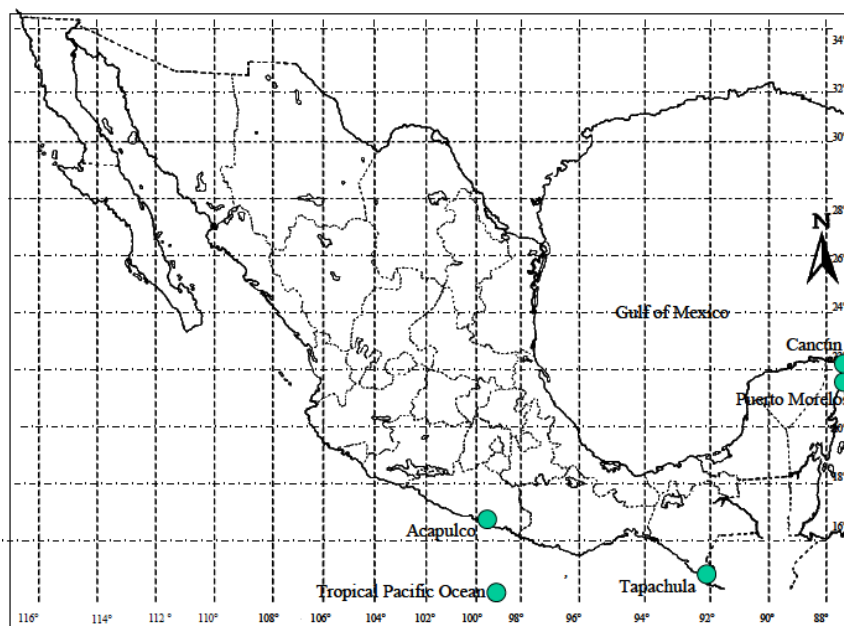 34°
32°
30°
28°
N
26°
24°
Gulf of Mexico
Cancún
Puerto Morelos
18°
16°
Acapulco
Tropical Pacific Ocean
Tapachula
116° 114° 112 ° 110° 108° 106° 104° 102° 100° 98° 96° 94° 92° 90° 88°